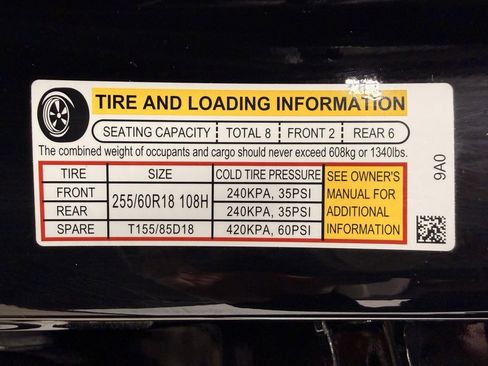 TIRE AND LOADING INFORMATION
SEATING CAPACITY TOTAL 8 FRONT 2 REAR 6
The combined weight of occupants and cargo should never exceed 608kg or 1340lbs.
TIRE SIZE COLD TIRE PRESSURE SEE OWNER'S
FRONT 255/60R18 108H 240KPA, 35PSI MANUAL FOR
REAR 240KPA, 35PSI ADDITIONAL
SPARE T155/85D18 420KPA, 60PSI INFORMATION
9A0